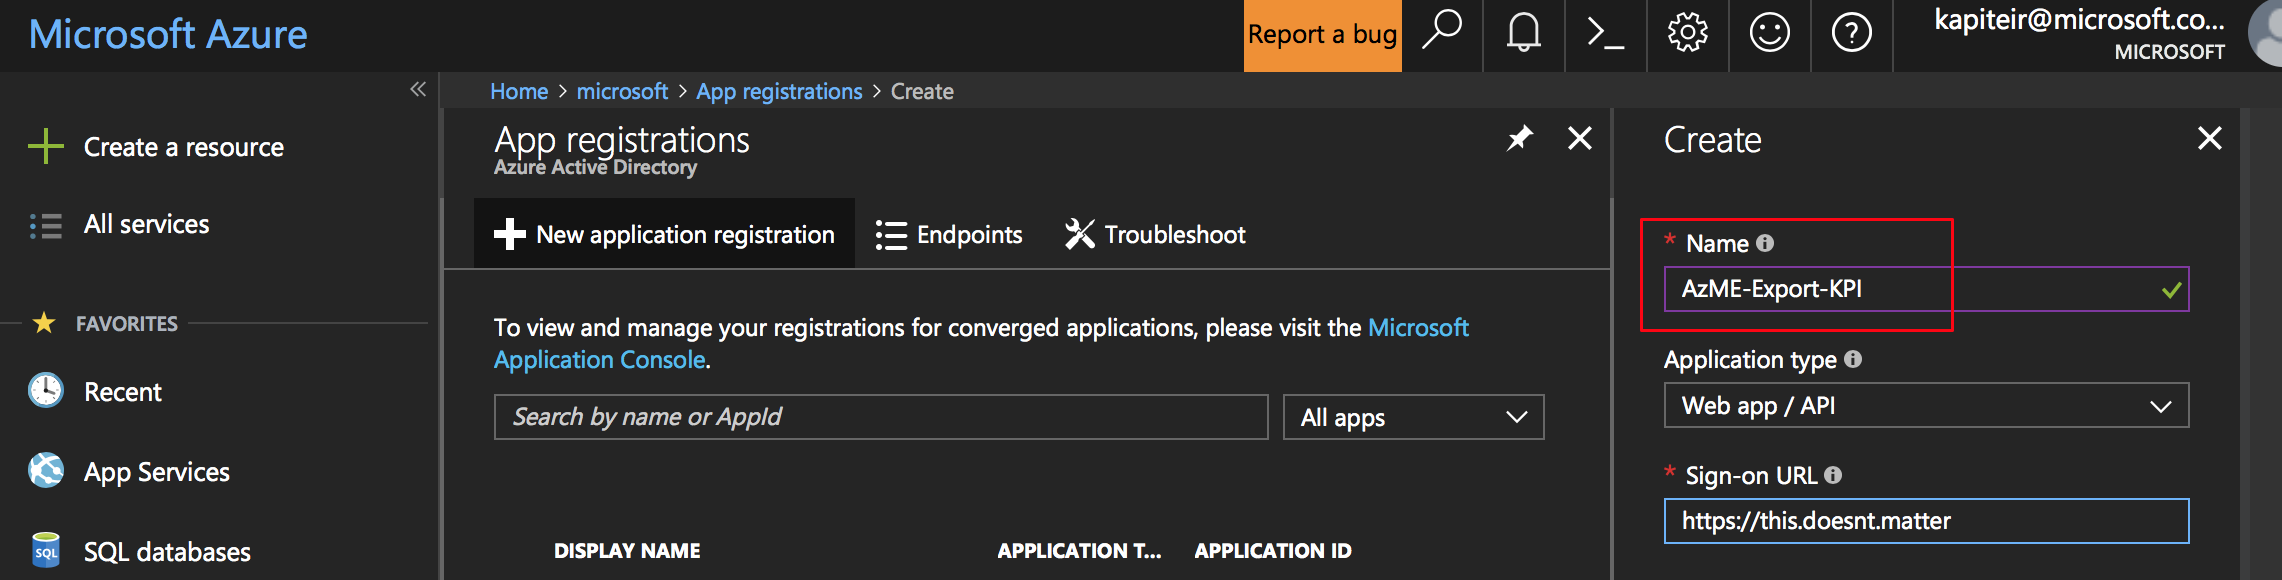 Microsoft Azure
Report a bug
kapiteir@microsoft.co...
MICROSOFT
Home > microsoft > App registrations > Create
Create a resource
All services
FAVORITES
Recent
App Services
SQL
SQL databases
App registrations
Azure Active Directory
New application registration
Endpoints
Troubleshoot
To view and manage your registrations for converged applications, please visit the Microsoft
Application Console.
Search by name or AppId
All apps
DISPLAY NAME
APPLICATION T...
APPLICATION ID
Create
* Name
AzME-Export-KPI
Application type
Web app / API
* Sign-on URL
https://this.doesnt.matter